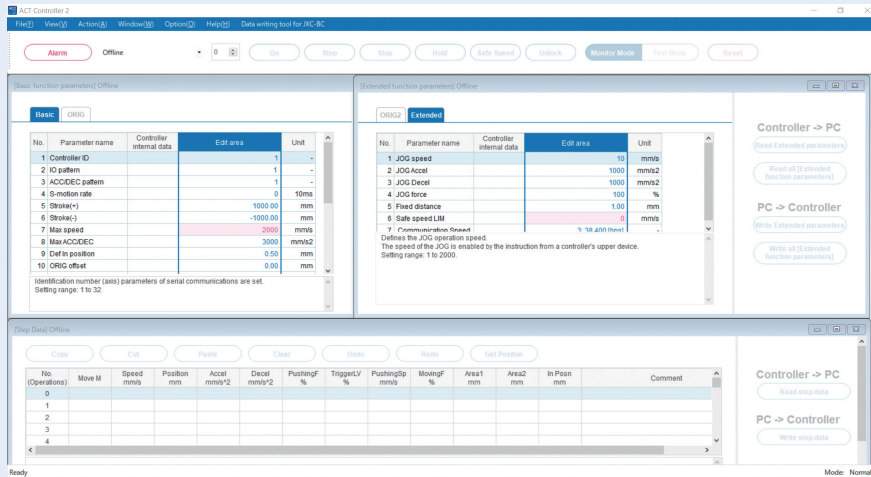 ACT Controller 2
File(F) View(V) Action(A) Window(W) Option(O) Help(H) Data writing tool for JXC-BC
Alarm Offline 0 Go Step Stop Hold Safe Speed Unlock Monitor Mode Test Mode Reset
[Basic function parameters] Offline
Basic ORIG
No. Parameter name Controller internal data Edit area Unit
1 Controller ID 1 -
2 IO pattern 1 -
3 ACC/DEC pattern 1 -
4 S-motion rate 0 10ms
5 Stroke(+) 1000.00 mm
6 Stroke(-) -1000.00 mm
7 Max speed 2000 mm/s
8 Max ACC/DEC 3000 mm/s2
9 Def In position 0.50 mm
10 ORIG offset 0.00 mm
Identification number (axis) parameters of serial communications are set.
Setting range: 1 to 32.
[Extended function parameters] Offline
ORIG2 Extended
No. Parameter name Controller internal data Edit area Unit
1 JOG speed 10 mm/s
2 JOG Accel 1000 mm/s2
3 JOG Decel 1000 mm/s2
4 JOG force 100 %
5 Fixed distance 1.00 mm
6 Safe speed LIM 0 mm/s
7 Communication Speed 3: 38,400 [bps] -
Defines the JOG operation speed.
The speed of the JOG is enabled by the instruction from a controller's upper device.
Setting range: 1 to 2000.
Controller -> PC
Read Extended parameters
Read all [Extended
function parameters]
PC -> Controller
Write Extended parameters
Write all [Extended
function parameters]
[Step Data] Offline
Copy Cut Paste Clear Undo Redo Get Position
No. (Operations) Move M Speed mm/s Position mm Accel mm/s^2 Decel mm/s^2 PushingF % TriggerLV % PushingSp mm/s MovingF % Area1 mm Area2 mm In Posn mm Comment
0
1
2
3
4
Controller -> PC
Read step data
PC -> Controller
Write step data
Ready Mode: Normal